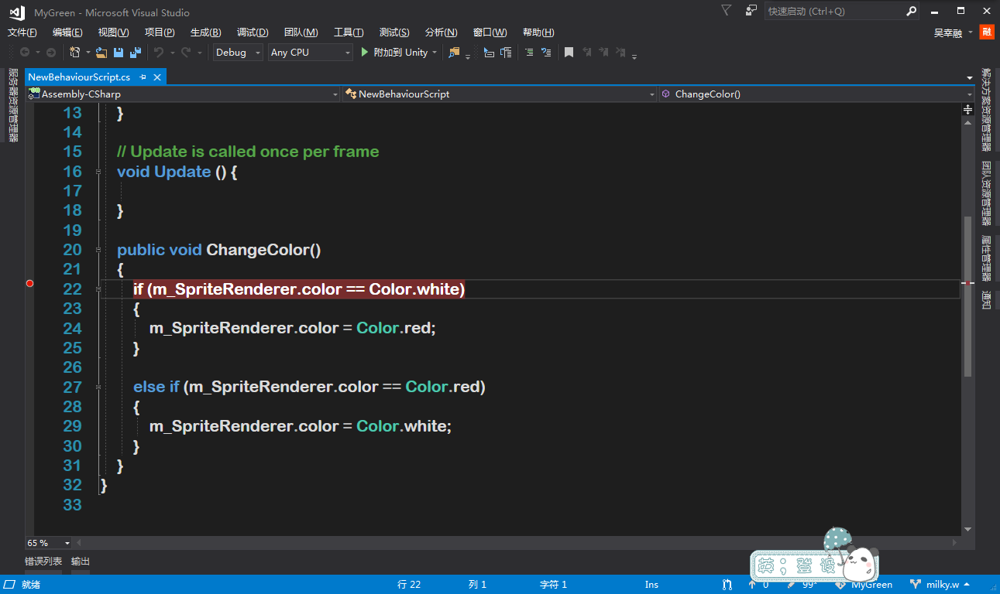 MyGreen - Microsoft Visual Studio
快速启动 (Ctrl+Q)
文件(F) 编辑(E) 视图(V) 项目(P) 生成(B) 调试(D) 团队(M) 工具(T) 测试(S) 分析(N) 窗口(W) 帮助(H)
吴幸融 融
Debug Any CPU 附加到 Unity
服务器资源管理器
NewBehaviourScript.cs
Assembly-CSharp NewBehaviourScript ChangeColor()
13 }
14
15 // Update is called once per frame
16 void Update () {
17
18 }
19
20 public void ChangeColor()
21 {
22 if (m_SpriteRenderer.color == Color.white)
23 {
24 m_SpriteRenderer.color = Color.red;
25 }
26
27 else if (m_SpriteRenderer.color == Color.red)
28 {
29 m_SpriteRenderer.color = Color.white;
30 }
31 }
32 }
33
解决方案资源管理器
团队资源管理器
属性管理器
通知
65 %
错误列表 输出
英 ; 登 设
就绪 行 22 列 1 字符 1 Ins 0 99* MyGreen milky.w